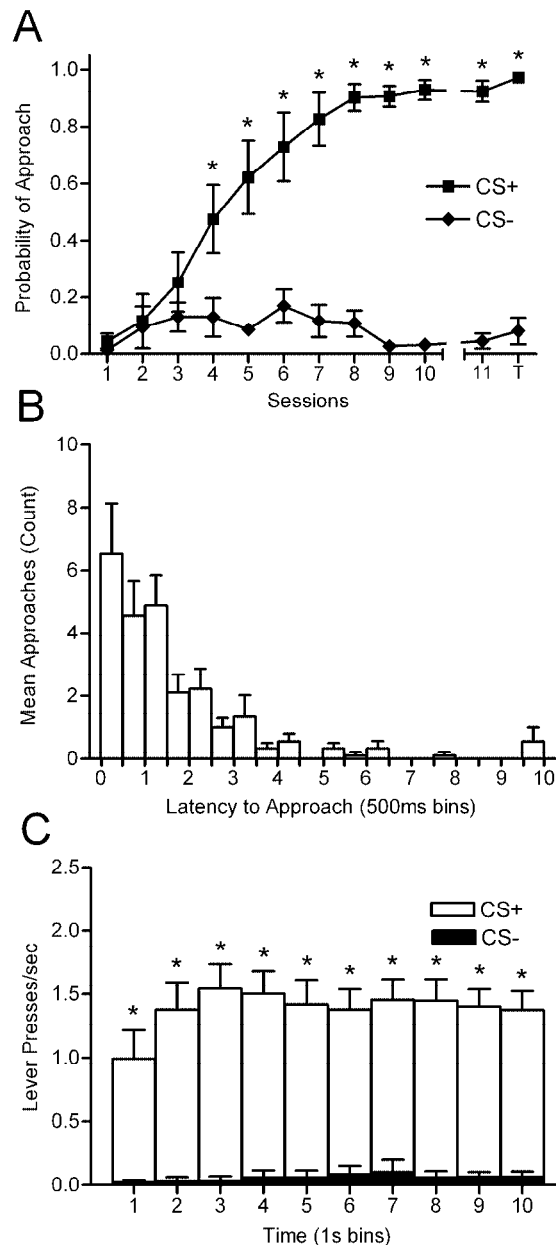 A
* * * * * * * * *
1.0
0.8
0.6
0.4
0.2
0.0
Probability of Approach
CS+
CS-
1 2 3 4 5 6 7 8 9 10 11 T
Sessions
B
10
8
6
4
2
0
Mean Approaches (Count)
0 1 2 3 4 5 6 7 8 9 10
Latency to Approach (500ms bins)
C
2.5
2.0
1.5
1.0
0.5
0.0
Lever Presses/sec
CS+
CS-
* * * * * * * * * *
1 2 3 4 5 6 7 8 9 10
Time (1s bins)